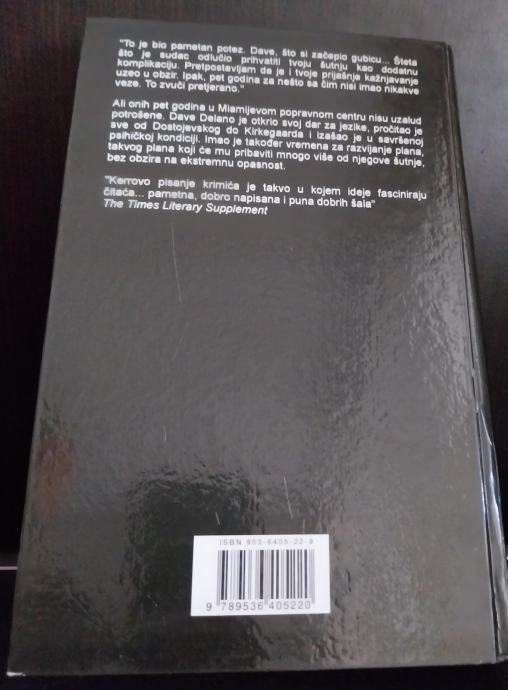 "To je bio pametan potez. Dave, što si začepio gubicu... Šteta
što je sudac odlučio prihvatiti tvoju šutnju kao dodatnu
komplikaciju. Pretpostavljam da je i tvoje prijašnje kažnjavanje
uzeo u obzir. Ipak, pet godina za nešto sa čim nisi imao nikakve
veze. To zvuči pretjerano."
Ali onih pet godina u Miamijevom popravnom centru nisu uzalud
potrošene. Dave Delano je otkrio svoj dar za jezike, pročitao je
sve od Dostojevskog do Kirkegaarda i izašao je u savršenoj
psihičkoj kondiciji. Imao je također vremena za razvijanje plana,
takvog plana koji će mu pribaviti mnogo više od njegove šutnje,
bez obzira na ekstremnu opasnost.
"Kerrovo pisanje krimića je takvo u kojem ideje fasciniraju
čitača... pametna, dobro napisana i puna dobrih šala"
The Times Literary Supplement
ISBN 953-6405-22-9
9 789536 405220